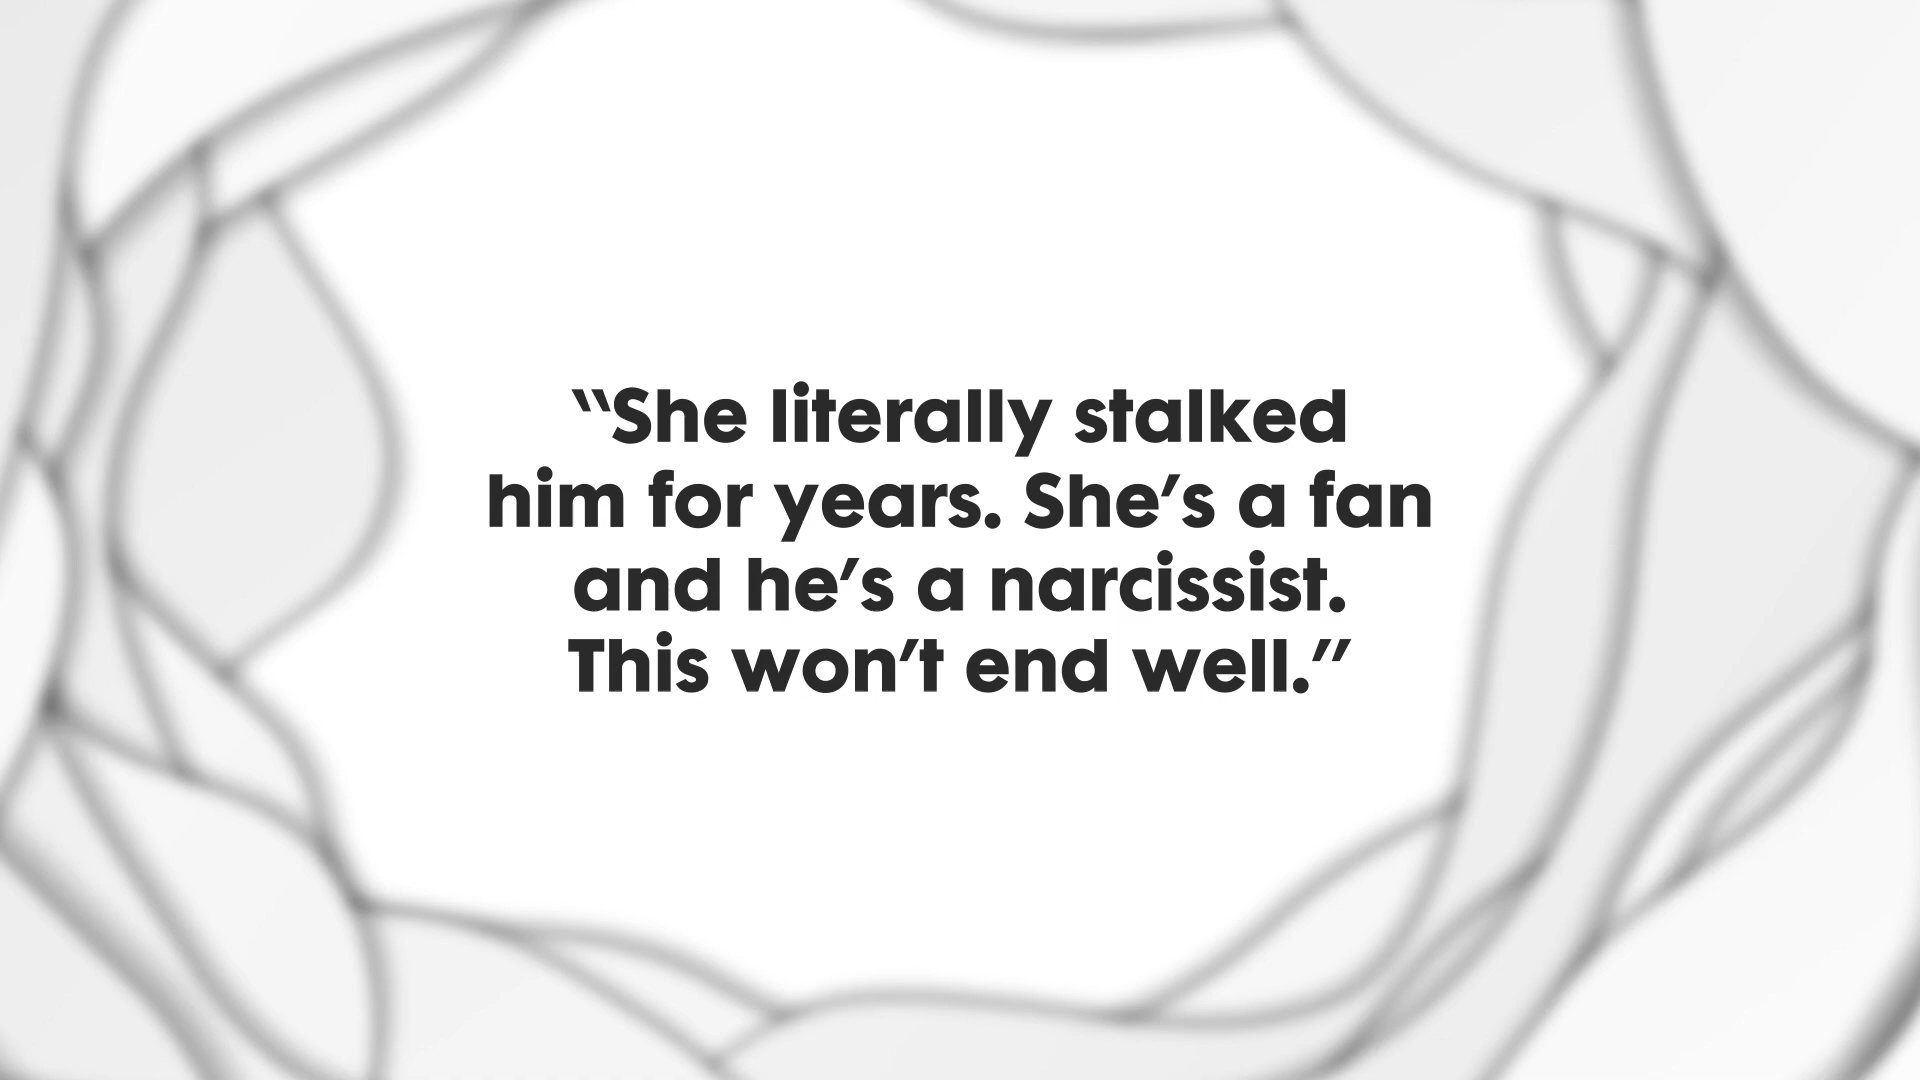 “She literally stalked
him for years. She’s a fan
and he’s a narcissist.
This won’t end well.”